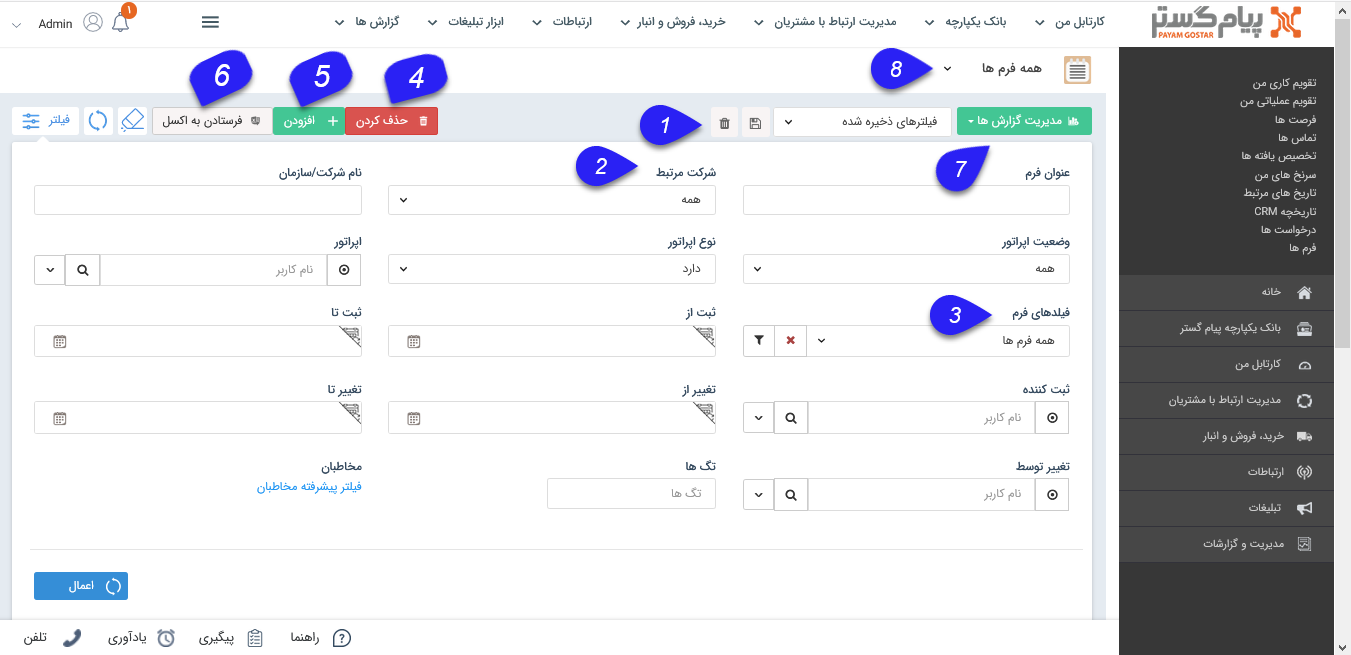 پیام گستر
PAYAM GOSTAR
کارتابل من
بانک یکپارچه
مدیریت ارتباط با مشتریان
خرید، فروش و انبار
ارتباطات
ابزار تبلیغات
گزارش ها
۱
Admin
همه فرم ها
8
مدیریت گزارش ها
فیلترهای ذخیره شده
1
4
حذف کردن
5
افزودن
6
فرستادن به اکسل
فیلتر
7
عنوان فرم
2
شرکت مرتبط
همه
نام شرکت/سازمان
وضعیت اپراتور
همه
نوع اپراتور
دارد
اپراتور
نام کاربر
3
فیلدهای فرم
همه فرم ها
ثبت از
ثبت تا
ثبت کننده
نام کاربر
تغییر از
تغییر تا
تغییر توسط
نام کاربر
تگ ها
تگ ها
مخاطبان
فیلتر پیشرفته مخاطبان
اعمال
تقویم کاری من
تقویم عملیاتی من
فرصت ها
تماس ها
تخصیص یافته ها
سرنخ های من
تاریخ های مرتبط
تاریخچه CRM
درخواست ها
فرم ها
خانه
بانک یکپارچه پیام گستر
کارتابل من
مدیریت ارتباط با مشتریان
خرید، فروش و انبار
ارتباطات
تبلیغات
مدیریت و گزارشات
راهنما
پیگیری
یادآوری
تلفن